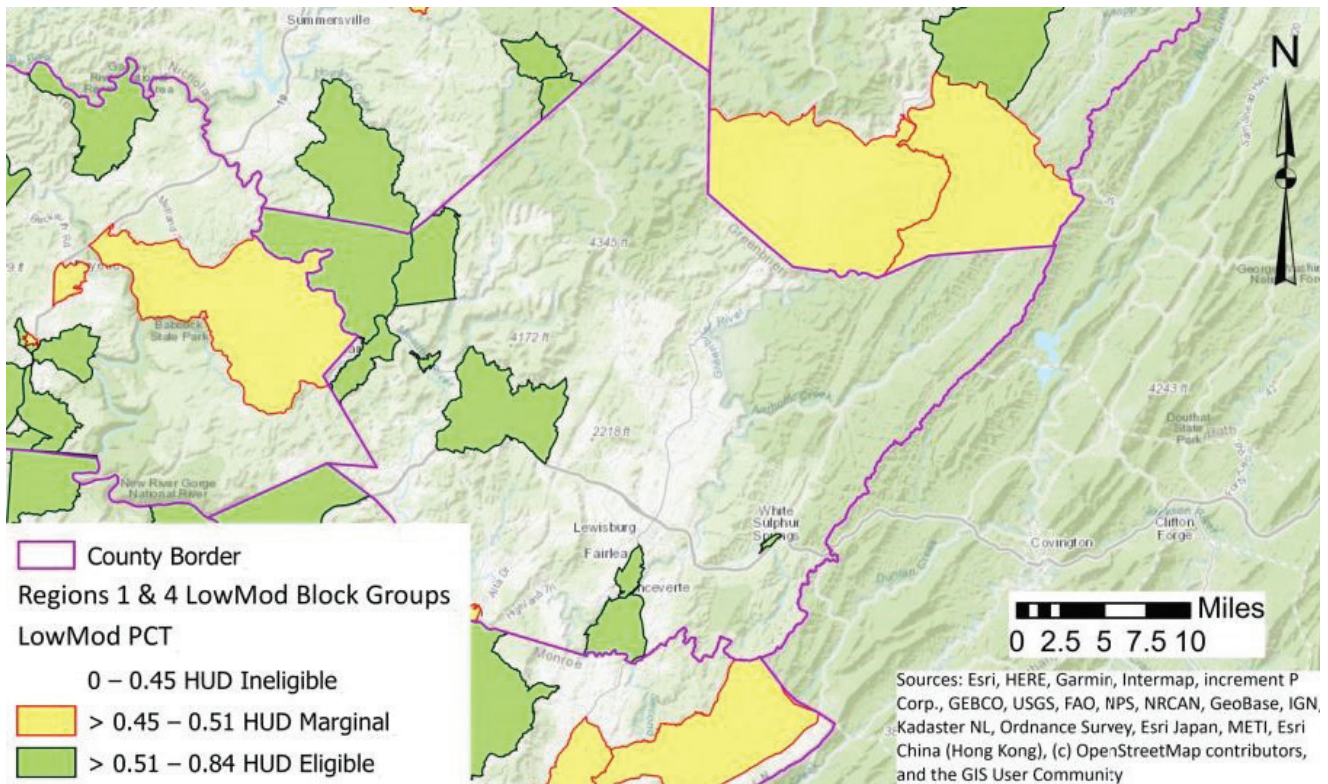 Summersville
Nicholas
19
4345 ft
Greenbrier
Babcock
State Park
4172 ft
2218 ft
4243 ft
Douthat
State
Park
New River Gorge
National River
Lewisburg
Fairlea
White
Sulphur
Springs
Covington
Clifton
Forge
nceverte
Monroe
N
County Border
Regions 1 & 4 LowMod Block Groups
LowMod PCT
0 – 0.45 HUD Ineligible
> 0.45 – 0.51 HUD Marginal
> 0.51 – 0.84 HUD Eligible
Miles
0 2.5 5 7.5 10
Sources: Esri, HERE, Garmin, Intermap, increment P
Corp., GEBCO, USGS, FAO, NPS, NRCAN, GeoBase, IGN,
Kadaster NL, Ordnance Survey, Esri Japan, METI, Esri
China (Hong Kong), (c) OpenStreetMap contributors,
and the GIS User Community